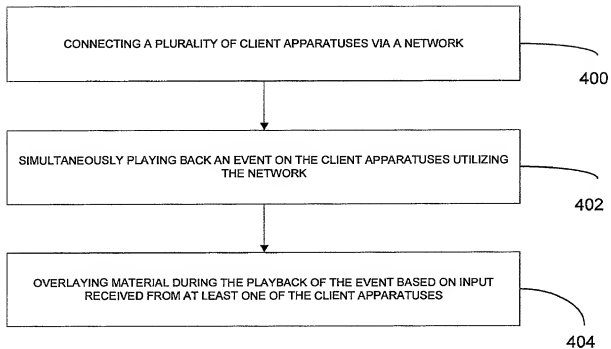 CONNECTING A PLURALITY OF CLIENT APPARATUSES VIA A NETWORK
400
SIMULTANEOUSLY PLAYING BACK AN EVENT ON THE CLIENT APPARATUSES UTILIZING
THE NETWORK
402
OVERLAYING MATERIAL DURING THE PLAYBACK OF THE EVENT BASED ON INPUT
RECEIVED FROM AT LEAST ONE OF THE CLIENT APPARATUSES
404